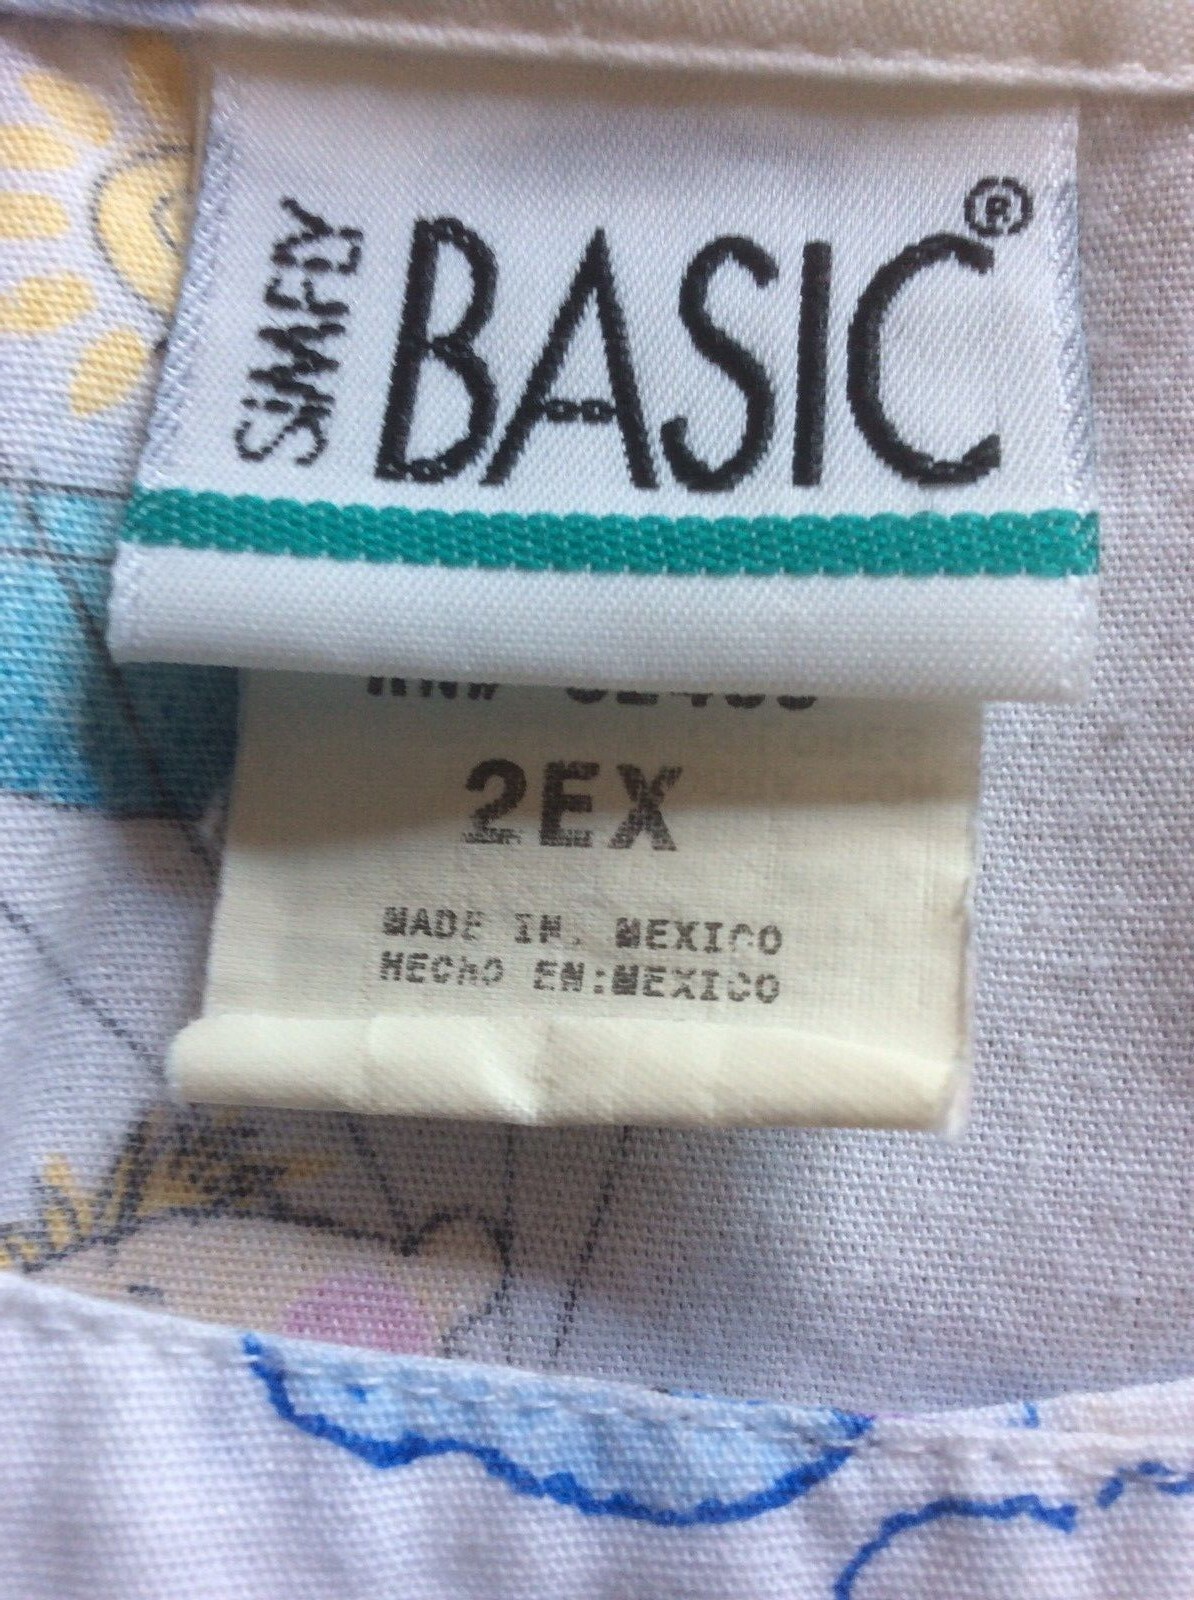 SiMPLY BASIC®
2EX
MADE IN. MEXICO
HECHO EN:MEXICO